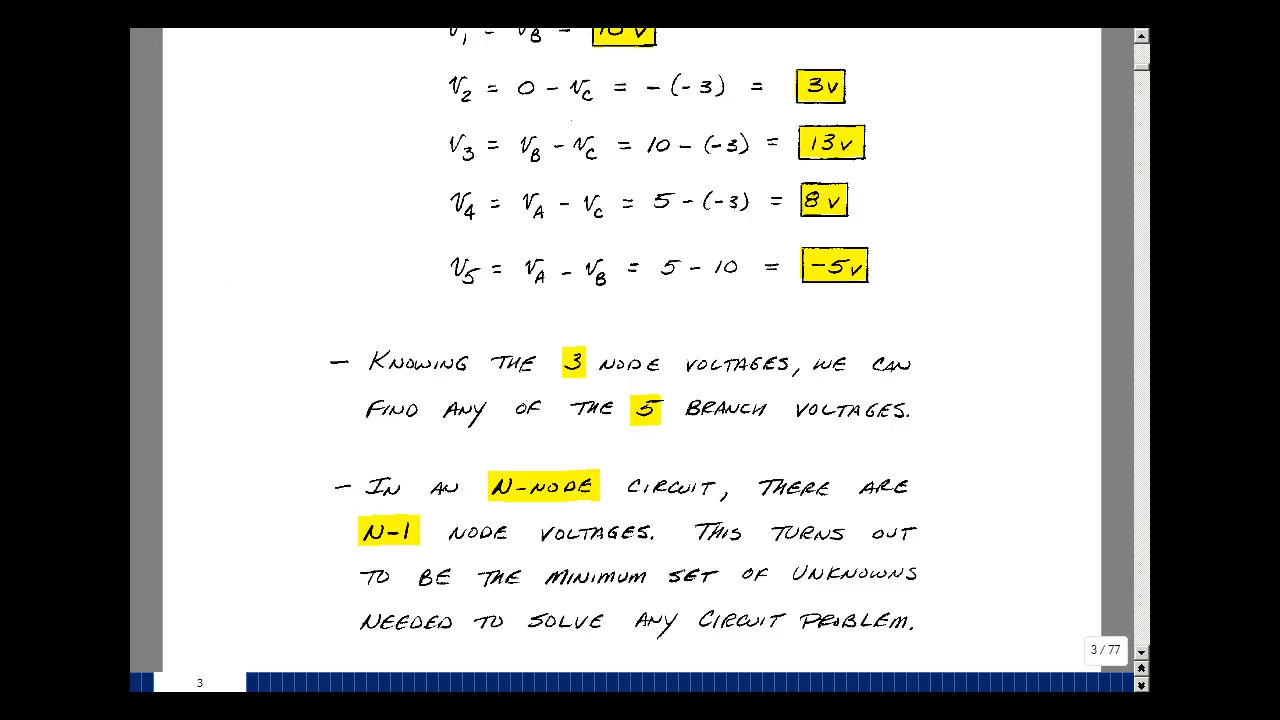 V1 = VB = 10 V
V2 = 0 - VC = -(-3) = 3V
V3 = VB - VC = 10 - (-3) = 13V
V4 = VA - VC = 5 - (-3) = 8V
V5 = VA - VB = 5 - 10 = -5V
- KNOWING THE 3 NODE VOLTAGES, WE CAN
FIND ANY OF THE 5 BRANCH VOLTAGES.
- IN AN N-NODE CIRCUIT, THERE ARE
N-1 NODE VOLTAGES. THIS TURNS OUT
TO BE THE MINIMUM SET OF UNKNOWNS
NEEDED TO SOLVE ANY CIRCUIT PROBLEM.
3 / 77
3